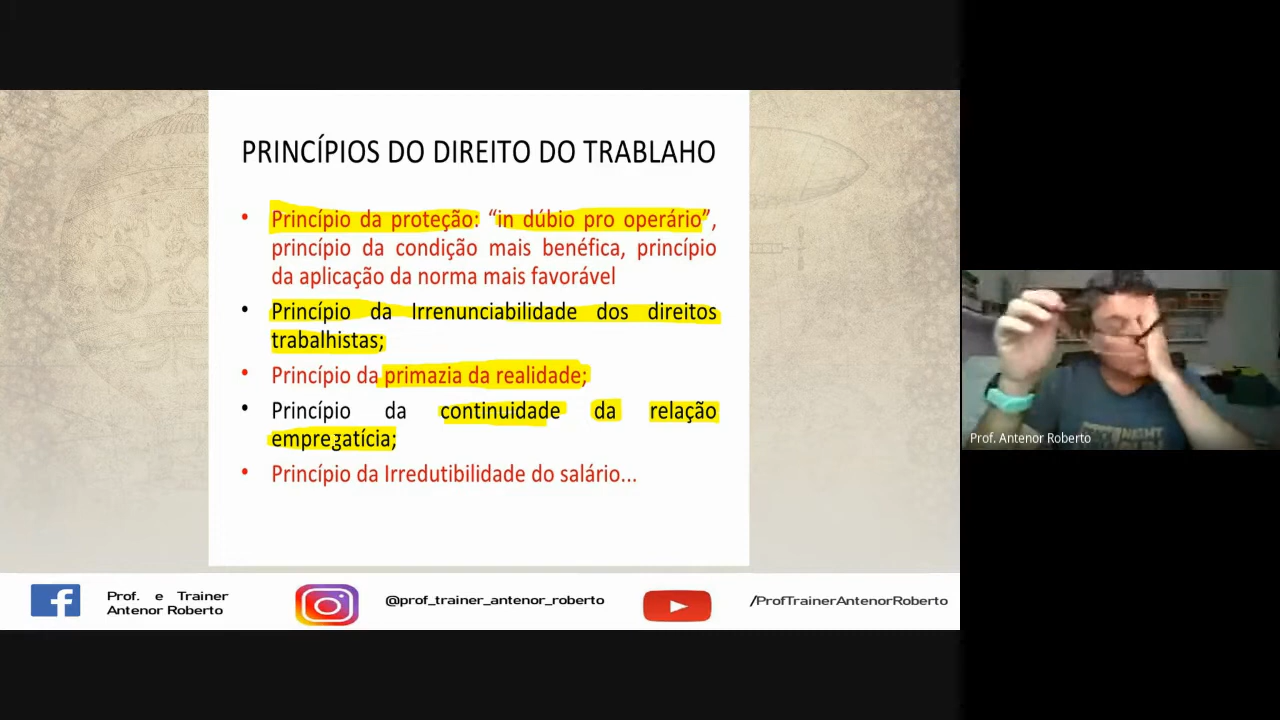 PRINCÍPIOS DO DIREITO DO TRABLAHO
• Princípio da proteção: “in dúbio pro operário”,
princípio da condição mais benéfica, princípio
da aplicação da norma mais favorável
• Princípio da Irrenunciabilidade dos direitos
trabalhistas;
• Princípio da primazia da realidade;
• Princípio da continuidade da relação
empregatícia;
• Princípio da Irredutibilidade do salário...
Prof. Antenor Roberto
Prof. e Trainer
Antenor Roberto
@prof_trainer_antenor_roberto
/ProfTrainerAntenorRoberto